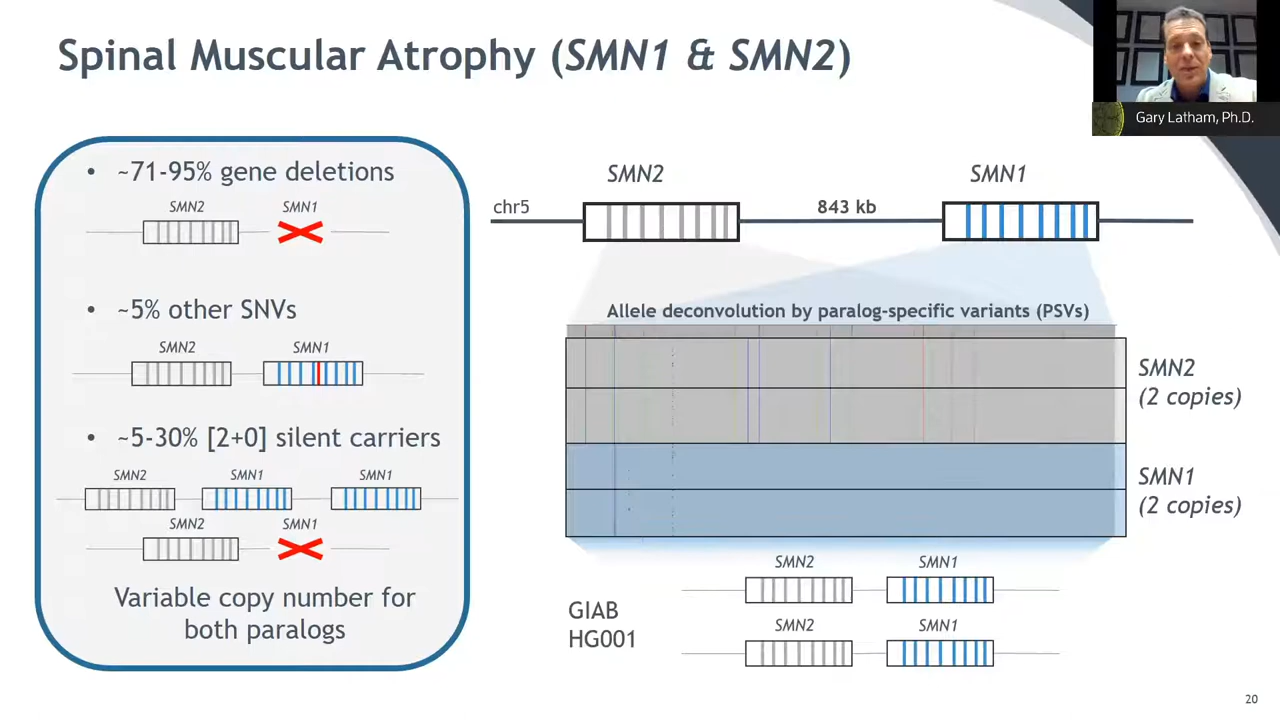 Spinal Muscular Atrophy (SMN1 & SMN2)
Gary Latham, Ph.D.
• ~71-95% gene deletions
SMN2 SMN1
• ~5% other SNVs
SMN2 SMN1
• ~5-30% [2+0] silent carriers
SMN2 SMN1 SMN1
SMN2 SMN1
Variable copy number for
both paralogs
SMN2 SMN1
chr5 843 kb
Allele deconvolution by paralog-specific variants (PSVs)
SMN2
(2 copies)
SMN1
(2 copies)
GIAB
HG001
SMN2 SMN1
SMN2 SMN1
20